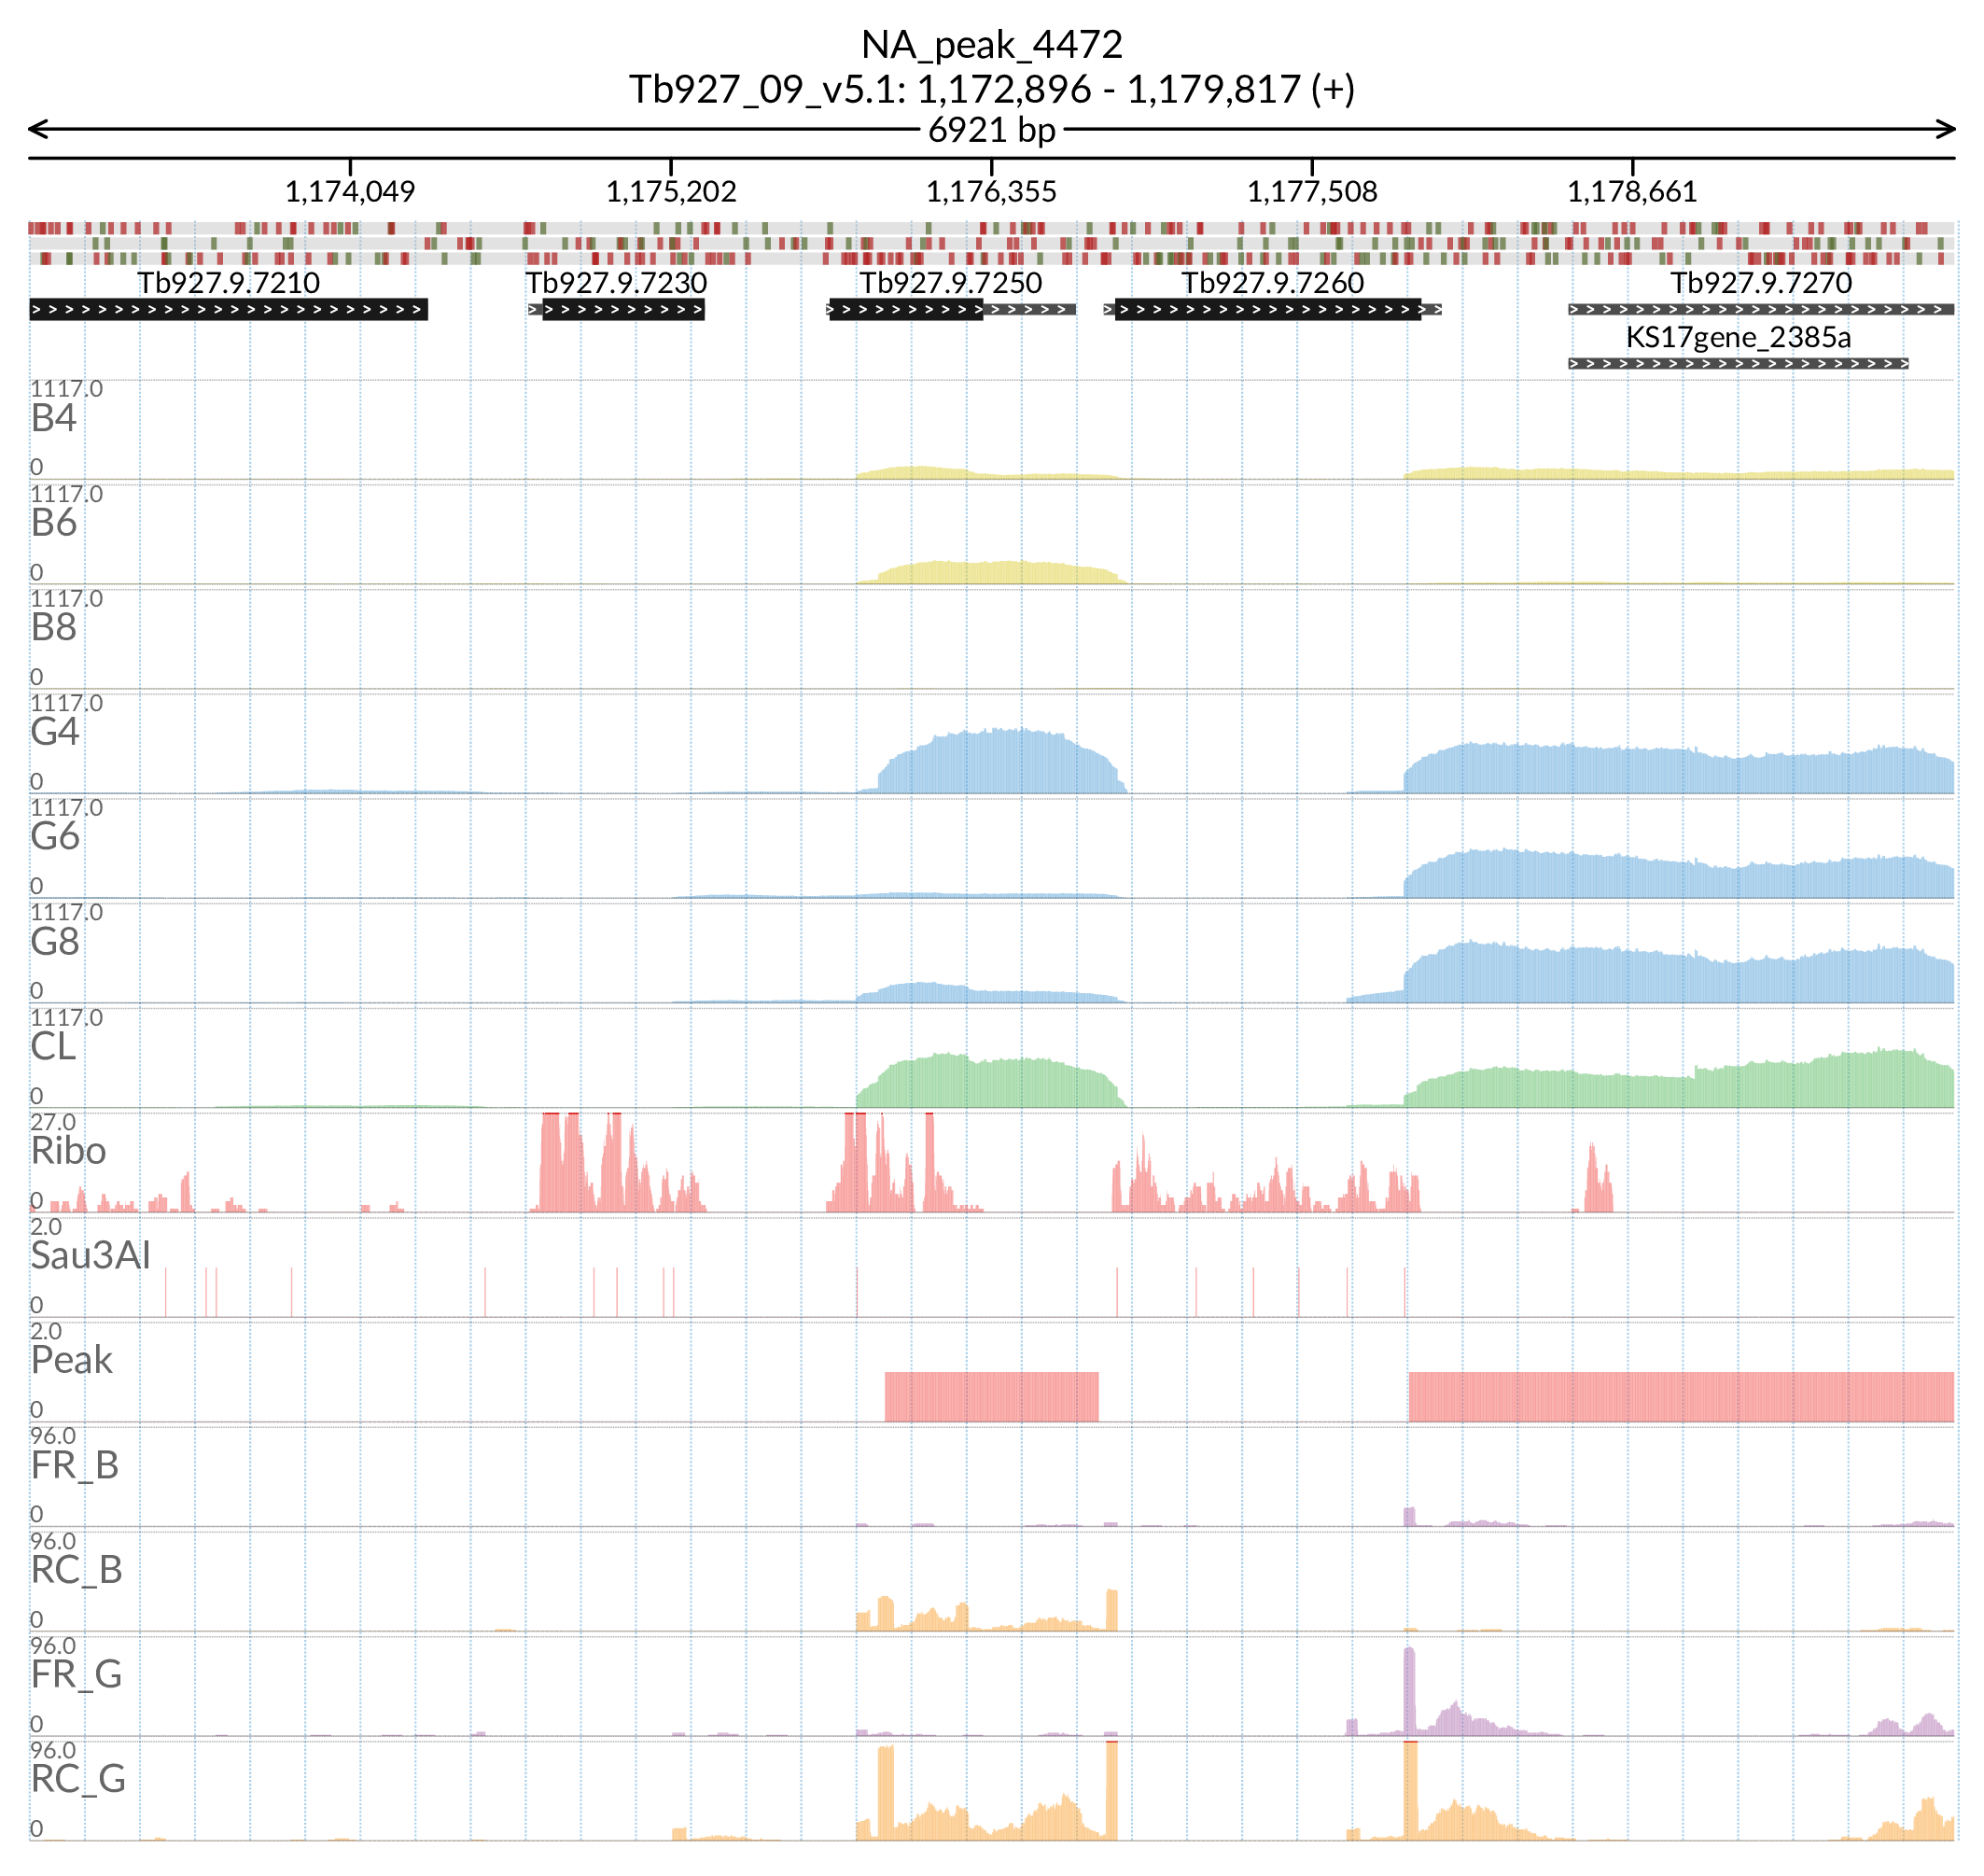 NA_peak_4472
Tb927_09_v5.1: 1,172,896 - 1,179,817 (+)
6921 bp
1,174,049 1,175,202 1,176,355 1,177,508 1,178,661
Tb927.9.7210 Tb927.9.7230 Tb927.9.7250 Tb927.9.7260 Tb927.9.7270
KS17gene_2385a
1117.0
B4
0
1117.0
B6
0
1117.0
B8
0
1117.0
G4
0
1117.0
G6
0
1117.0
G8
0
1117.0
CL
0
27.0
Ribo
0
2.0
Sau3AI
0
2.0
Peak
0
96.0
FR_B
0
96.0
RC_B
0
96.0
FR_G
0
96.0
RC_G
0